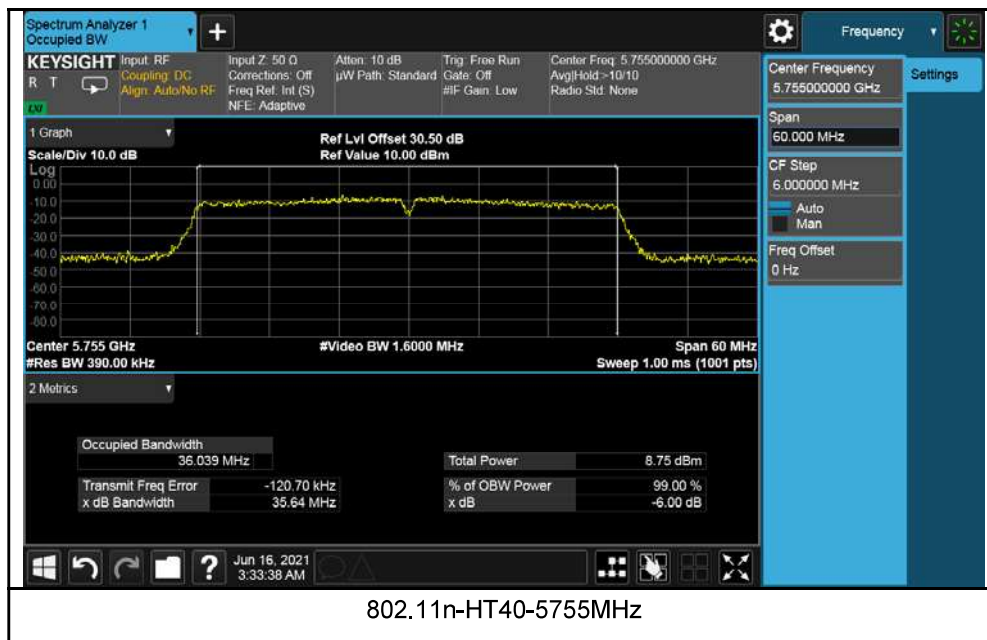 Spectrum Analyzer 1
Occupied BW
+
Frequency
KEYSIGHT
R T
LXI
Input: RF
Coupling: DC
Align: Auto/No RF
Input Z: 50 Ω
Corrections: Off
Freq Ref: Int (S)
NFE: Adaptive
Atten: 10 dB
µW Path: Standard
Trig: Free Run
Gate: Off
#IF Gain: Low
Center Freq: 5.755000000 GHz
Avg|Hold:>10/10
Radio Std: None
Center Frequency
5.755000000 GHz
Settings
Span
60.000 MHz
CF Step
6.000000 MHz
Auto
Man
Freq Offset
0 Hz
1 Graph
Scale/Div 10.0 dB
Ref Lvl Offset 30.50 dB
Ref Value 10.00 dBm
Log
0.00
-10.0
-20.0
-30.0
-40.0
-50.0
-60.0
-70.0
-80.0
Center 5.755 GHz
#Video BW 1.6000 MHz
Span 60 MHz
#Res BW 390.00 kHz
Sweep 1.00 ms (1001 pts)
2 Metrics
Occupied Bandwidth
36.039 MHz
Total Power 8.75 dBm
Transmit Freq Error -120.70 kHz
% of OBW Power 99.00 %
x dB Bandwidth 35.64 MHz
x dB -6.00 dB
?
Jun 16, 2021
3:33:38 AM
802.11n-HT40-5755MHz